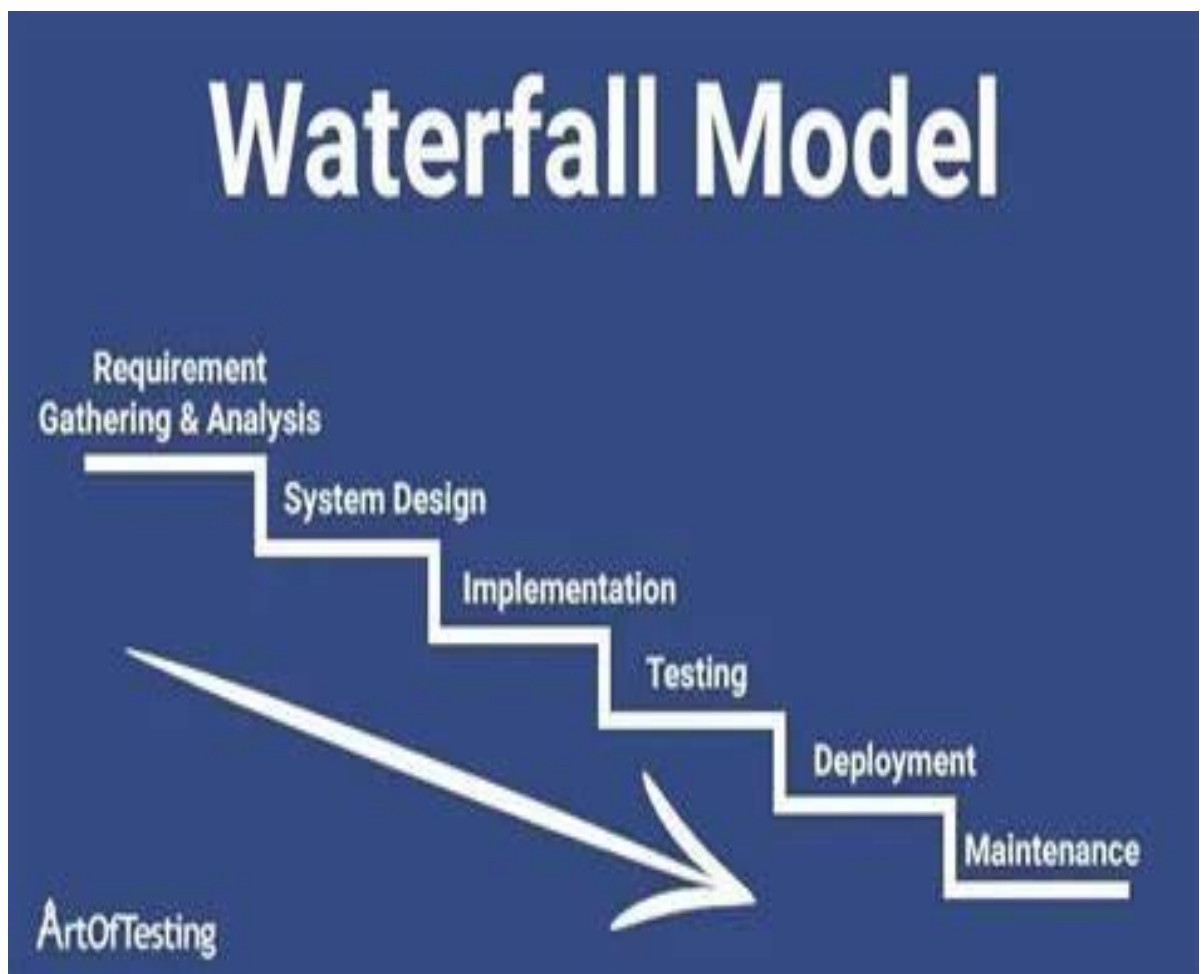 Waterfall Model
Requirement
Gathering & Analysis
System Design
Implementation
Testing
Deployment
Maintenance
ArtOfTesting